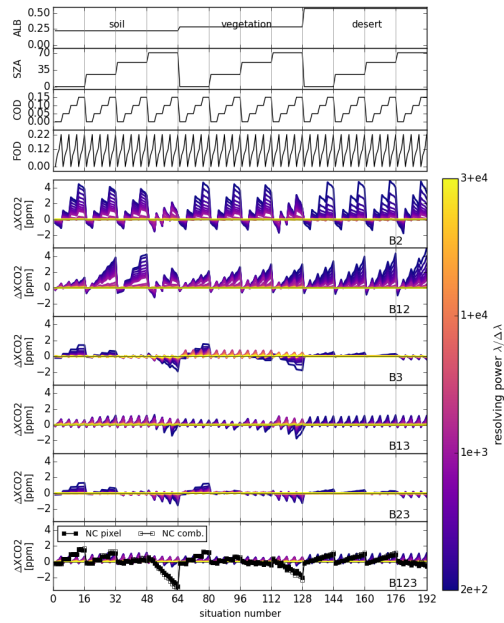 ALB
0.50
0.25
0.00
soil
vegetation
desert
SZA
70
35
0
COD
0.15
0.10
0.05
0.00
FOD
0.22
0.12
0.00
ΔXCO2
[ppm]
4
2
0
−2
B2
ΔXCO2
[ppm]
4
2
0
−2
B12
ΔXCO2
[ppm]
4
2
0
−2
B3
ΔXCO2
[ppm]
4
2
0
−2
B13
ΔXCO2
[ppm]
4
2
0
−2
B23
ΔXCO2
[ppm]
4
2
0
−2
NC pixel
NC comb.
B123
0 16 32 48 64 80 96 112 128 144 160 176 192
situation number
3e+4
1e+4
1e+3
2e+2
resolving power λ/Δλ